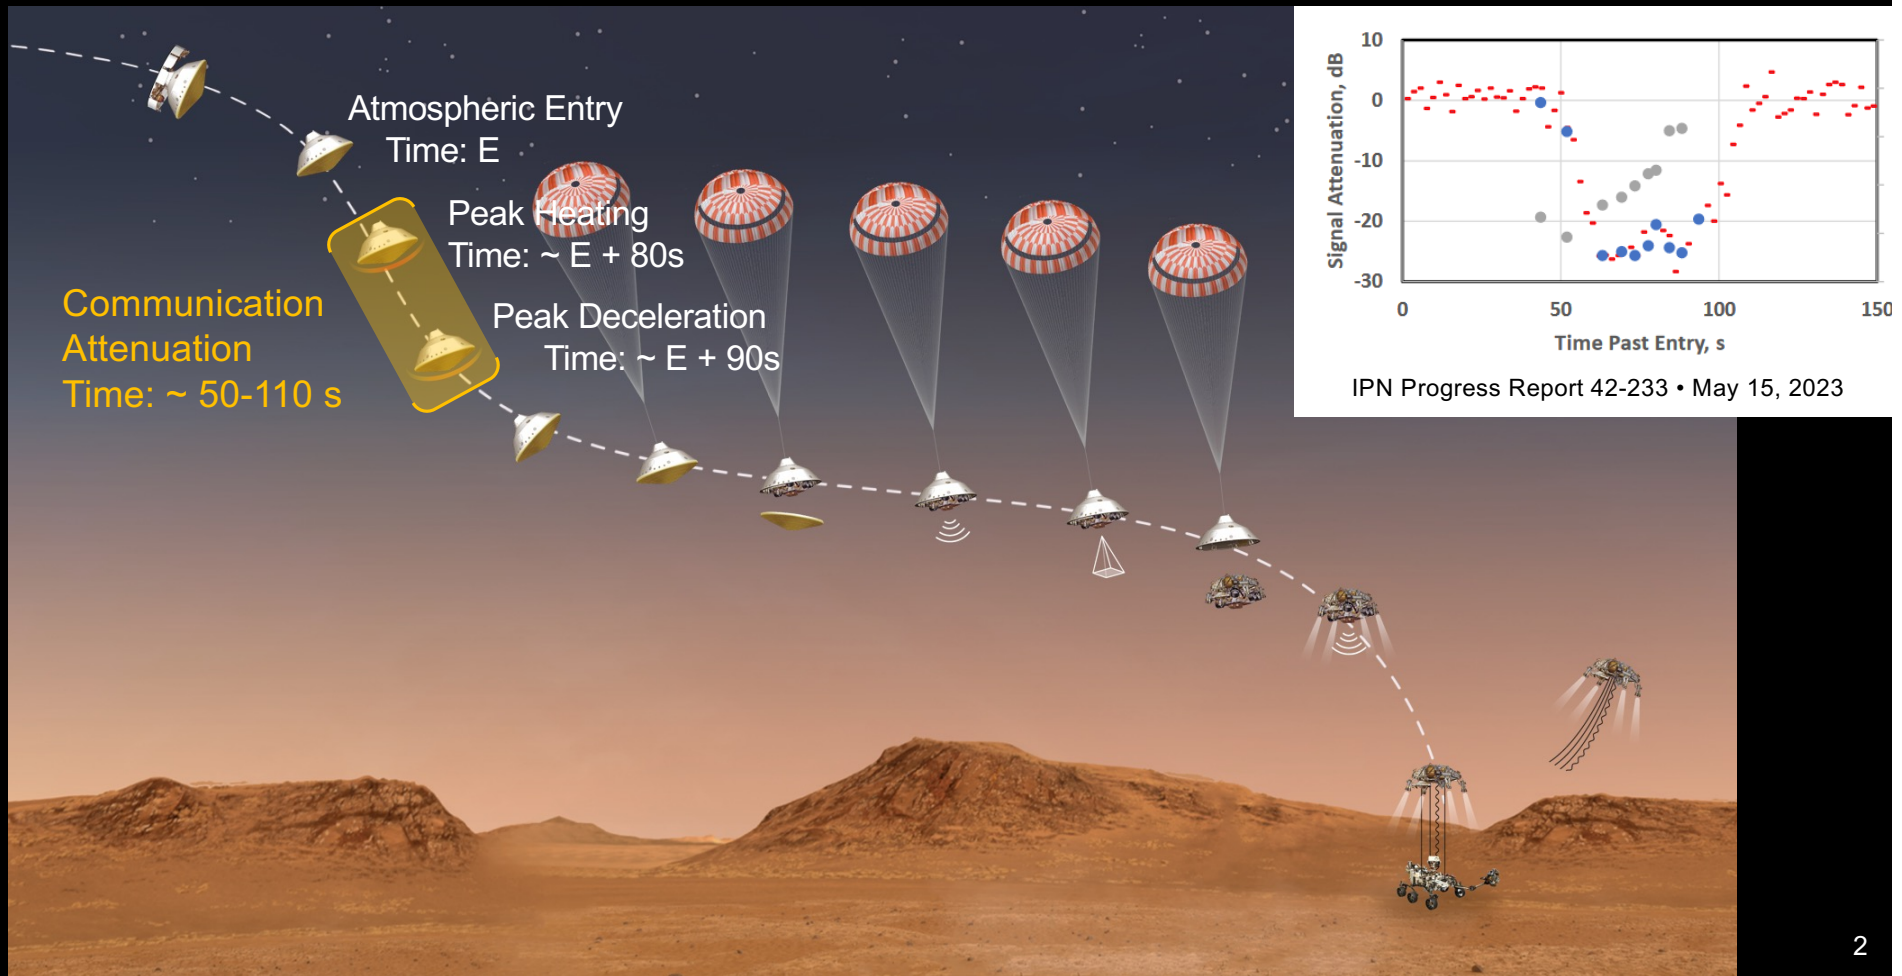 Atmospheric Entry
Time: E
Peak Heating
Time: ~ E + 80s
Communication
Attenuation
Time: ~ 50-110 s
Peak Deceleration
Time: ~ E + 90s
Signal Attenuation, dB
10
0
-10
-20
-30
0 50 100 150
Time Past Entry, s
IPN Progress Report 42-233 • May 15, 2023
2